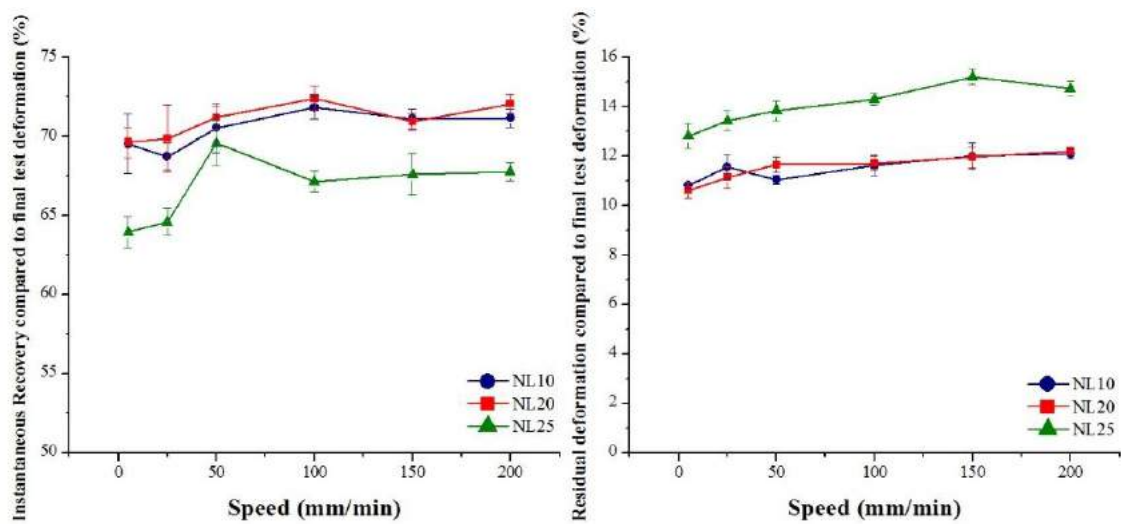 Instantaneous Recovery compared to final test deformation (%)
75
70
65
60
55
50
0
50
100
150
200
Speed (mm/min)
NL10
NL20
NL25
Residual deformation compared to final test deformation (%)
16
14
12
10
8
6
4
2
0
0
50
100
150
200
Speed (mm/min)
NL10
NL20
NL25